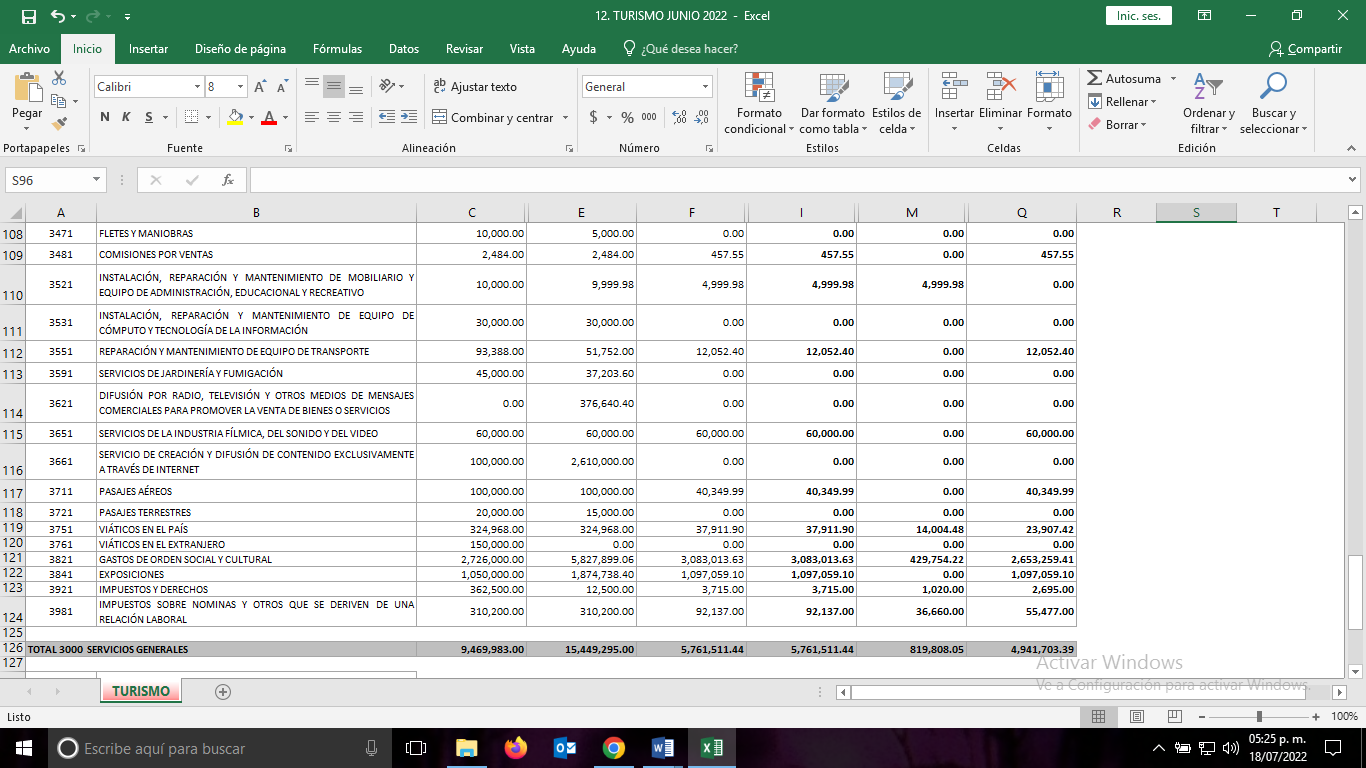 12. TURISMO JUNIO 2022 - Excel
Inic. ses.
Archivo Inicio Insertar Diseño de página Fórmulas Datos Revisar Vista Ayuda ¿Qué desea hacer? Compartir
Pegar
Calibri 8
N K S
Ajustar texto
Combinar y centrar
General
$ % 000
Formato condicional
Dar formato como tabla
Estilos de celda
Insertar Eliminar Formato
Autosuma
Rellenar
Borrar
Ordenar y filtrar
Buscar y seleccionar
Portapapeles Fuente Alineación Número Estilos Celdas Edición
S96 fx
A B C E F I M Q R S T
108 3471 FLETES Y MANIOBRAS 10,000.00 5,000.00 0.00 0.00 0.00 0.00
109 3481 COMISIONES POR VENTAS 2,484.00 2,484.00 457.55 457.55 0.00 457.55
110 3521 INSTALACIÓN, REPARACIÓN Y MANTENIMIENTO DE MOBILIARIO Y
EQUIPO DE ADMINISTRACIÓN, EDUCACIONAL Y RECREATIVO 10,000.00 9,999.98 4,999.98 4,999.98 4,999.98 0.00
111 3531 INSTALACIÓN, REPARACIÓN Y MANTENIMIENTO DE EQUIPO DE
CÓMPUTO Y TECNOLOGÍA DE LA INFORMACIÓN 30,000.00 30,000.00 0.00 0.00 0.00 0.00
112 3551 REPARACIÓN Y MANTENIMIENTO DE EQUIPO DE TRANSPORTE 93,388.00 51,752.00 12,052.40 12,052.40 0.00 12,052.40
113 3591 SERVICIOS DE JARDINERÍA Y FUMIGACIÓN 45,000.00 37,203.60 0.00 0.00 0.00 0.00
114 3621 DIFUSIÓN POR RADIO, TELEVISIÓN Y OTROS MEDIOS DE MENSAJES
COMERCIALES PARA PROMOVER LA VENTA DE BIENES O SERVICIOS 0.00 376,640.40 0.00 0.00 0.00 0.00
115 3651 SERVICIOS DE LA INDUSTRIA FÍLMICA, DEL SONIDO Y DEL VIDEO 60,000.00 60,000.00 60,000.00 60,000.00 0.00 60,000.00
116 3661 SERVICIO DE CREACIÓN Y DIFUSIÓN DE CONTENIDO EXCLUSIVAMENTE
A TRAVÉS DE INTERNET 100,000.00 2,610,000.00 0.00 0.00 0.00 0.00
117 3711 PASAJES AÉREOS 100,000.00 100,000.00 40,349.99 40,349.99 0.00 40,349.99
118 3721 PASAJES TERRESTRES 20,000.00 15,000.00 0.00 0.00 0.00 0.00
119 3751 VIÁTICOS EN EL PAÍS 324,968.00 324,968.00 37,911.90 37,911.90 14,004.48 23,907.42
120 3761 VIÁTICOS EN EL EXTRANJERO 150,000.00 0.00 0.00 0.00 0.00 0.00
121 3821 GASTOS DE ORDEN SOCIAL Y CULTURAL 2,726,000.00 5,827,899.06 3,083,013.63 3,083,013.63 429,754.22 2,653,259.41
122 3841 EXPOSICIONES 1,050,000.00 1,874,738.40 1,097,059.10 1,097,059.10 0.00 1,097,059.10
123 3921 IMPUESTOS Y DERECHOS 362,500.00 12,500.00 3,715.00 3,715.00 1,020.00 2,695.00
124 3981 IMPUESTOS SOBRE NOMINAS Y OTROS QUE SE DERIVEN DE UNA
RELACIÓN LABORAL 310,200.00 310,200.00 92,137.00 92,137.00 36,660.00 55,477.00
125
126 TOTAL 3000 SERVICIOS GENERALES 9,469,983.00 15,449,295.00 5,761,511.44 5,761,511.44 819,808.05 4,941,703.39
127
Activar Windows
Ve a Configuración para activar Windows.
TURISMO
Listo 100%
Escribe aquí para buscar
05:25 p. m.
18/07/2022